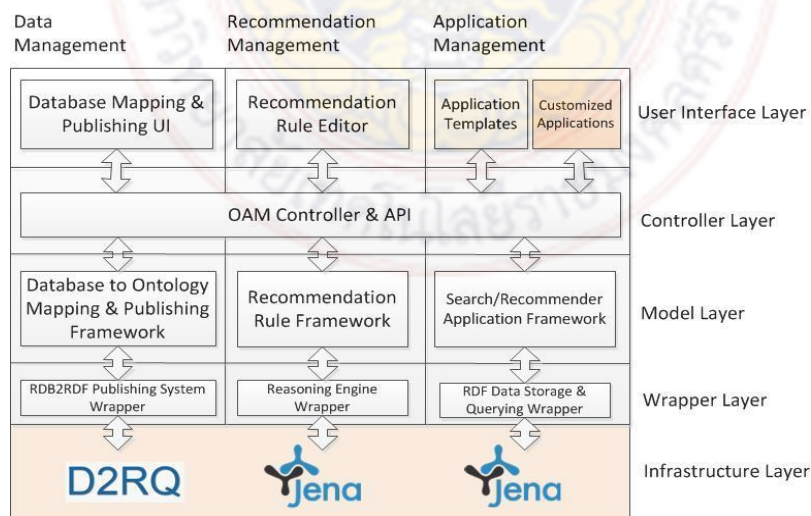 Data
Management
Recommendation
Management
Application
Management
Database Mapping &
Publishing UI
Recommendation
Rule Editor
Application
Templates
Customized
Applications
User Interface Layer
OAM Controller & API
Controller Layer
Database to Ontology
Mapping & Publishing
Framework
Recommendation
Rule Framework
Search/Recommender
Application Framework
Model Layer
RDB2RDF Publishing System
Wrapper
Reasoning Engine
Wrapper
RDF Data Storage &
Querying Wrapper
Wrapper Layer
D2RQ
Jena
Jena
Infrastructure Layer